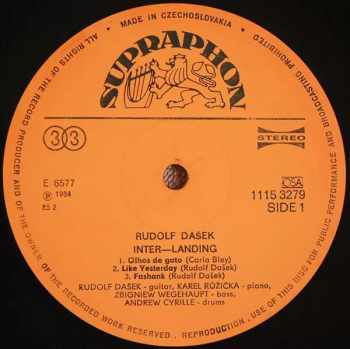 MADE IN CZECHOSLOVAKIA
ALL RIGHTS OF THE RECORD PRODUCER AND OF THE OWNER OF THE RECORDED WORK RESERVED. REPRODUCTION. USE OF THIS DISC FOR PUBLIC PERFORMANCE AND BROADCASTING PROHIBITED
SUPRAPHON
33
STEREO
E 6577
Ⓟ 1984
OSA
1115 3279
SIDE 1
RUDOLF DAŠEK
INTER—LANDING
1. Olhos de gato (Carla Bley)
2. Like Yesterday (Rudolf Dašek)
3. Fashank (Rudolf Dašek)
RUDOLF DAŠEK - guitar, KAREL RŮŽIČKA - piano,
ZBIGNIEW WEGEHAUPT - bass,
ANDREW CYRILLE - drums